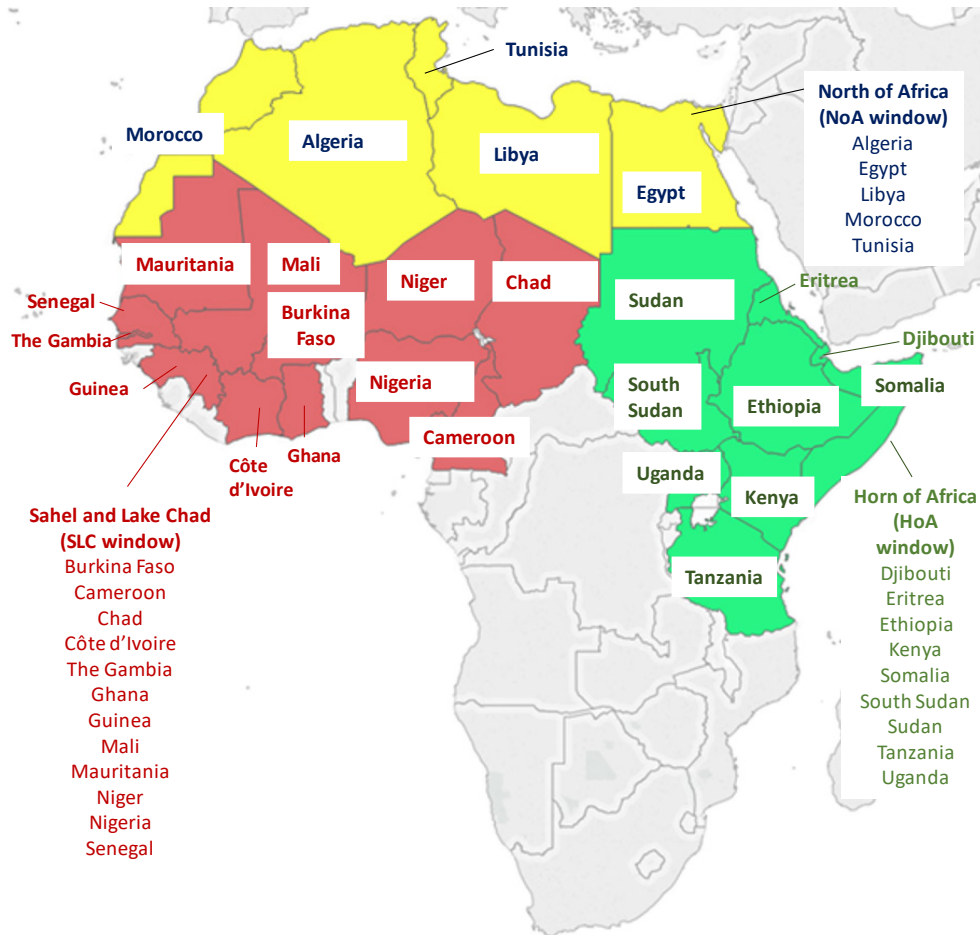 Tunisia
North of Africa
(NoA window)
Algeria
Egypt
Libya
Morocco
Tunisia
Morocco
Algeria
Libya
Egypt
Mauritania
Mali
Niger
Chad
Sudan
Eritrea
Senegal
The Gambia
Burkina
Faso
Djibouti
Guinea
Nigeria
South
Sudan
Ethiopia
Somalia
Cameroon
Ghana
Côte
d’Ivoire
Uganda
Kenya
Tanzania
Sahel and Lake Chad
(SLC window)
Burkina Faso
Cameroon
Chad
Côte d’Ivoire
The Gambia
Ghana
Guinea
Mali
Mauritania
Niger
Nigeria
Senegal
Horn of Africa
(HoA
window)
Djibouti
Eritrea
Ethiopia
Kenya
Somalia
South Sudan
Sudan
Tanzania
Uganda